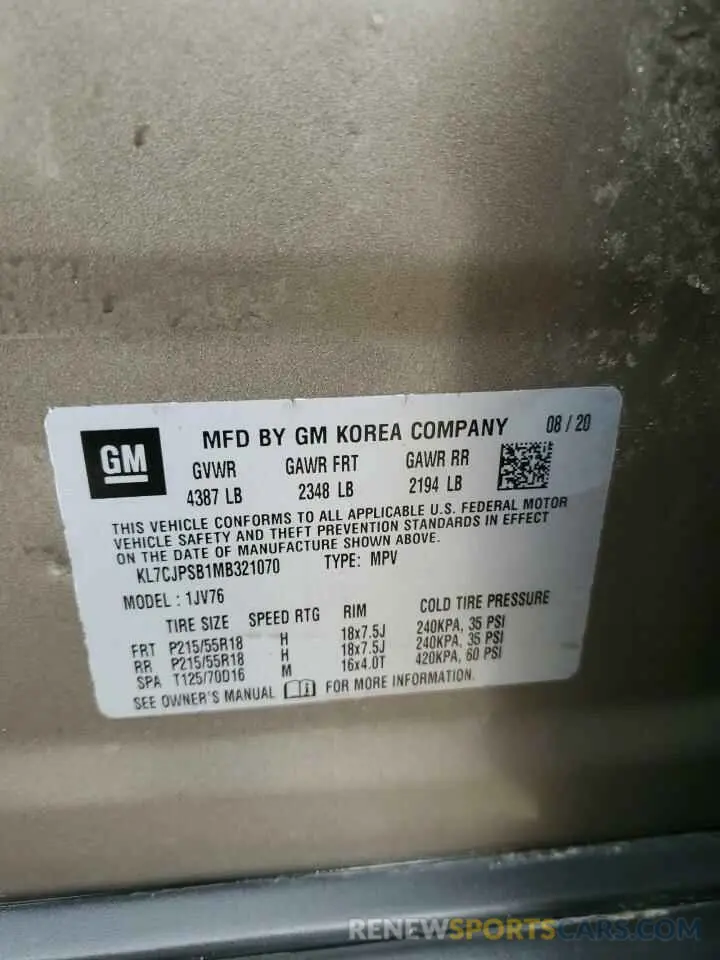 GM
MFD BY GM KOREA COMPANY 08 / 20
GVWR GAWR FRT GAWR RR
4387 LB 2348 LB 2194 LB
THIS VEHICLE CONFORMS TO ALL APPLICABLE U.S. FEDERAL MOTOR
VEHICLE SAFETY AND THEFT PREVENTION STANDARDS IN EFFECT
ON THE DATE OF MANUFACTURE SHOWN ABOVE.
KL7CJPSB1MB321070 TYPE: MPV
MODEL : 1JV76
TIRE SIZE SPEED RTG RIM COLD TIRE PRESSURE
FRT P215/55R18 H 18x7.5J 240KPA, 35 PSI
RR P215/55R18 H 18x7.5J 240KPA, 35 PSI
SPA T125/70D16 M 16x4.0T 420KPA, 60 PSI
SEE OWNER'S MANUAL FOR MORE INFORMATION.
RENEWSPORTSCARS.COM